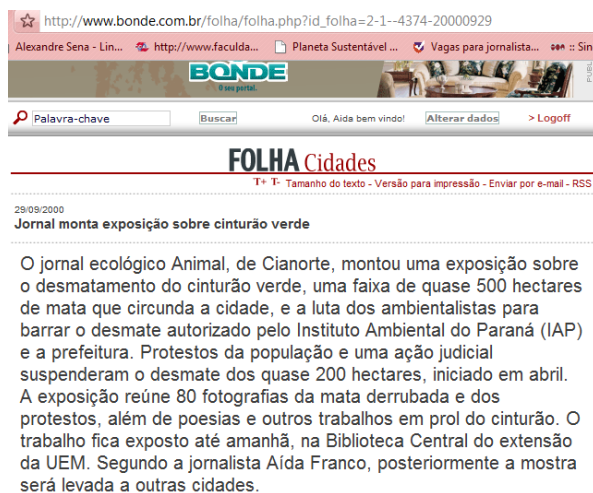 http://www.bonde.com.br/folha/folha.php?id_folha=2-1--4374-20000929
Alexandre Sena - Lin... http://www.faculda... Planeta Sustentável ... Vagas para jornalista... :: Sin
BONDE
O seu portal.
PUBL
Palavra-chave Buscar Olá, Aida bem vindo! Alterar dados > Logoff
FOLHA Cidades
T+ T- Tamanho do texto - Versão para impressão - Enviar por e-mail - RSS
29/09/2000
Jornal monta exposição sobre cinturão verde
O jornal ecológico Animal, de Cianorte, montou uma exposição sobre
o desmatamento do cinturão verde, uma faixa de quase 500 hectares
de mata que circunda a cidade, e a luta dos ambientalistas para
barrar o desmate autorizado pelo Instituto Ambiental do Paraná (IAP)
e a prefeitura. Protestos da população e uma ação judicial
suspenderam o desmate dos quase 200 hectares, iniciado em abril.
A exposição reúne 80 fotografias da mata derrubada e dos
protestos, além de poesias e outros trabalhos em prol do cinturão. O
trabalho fica exposto até amanhã, na Biblioteca Central do extensão
da UEM. Segundo a jornalista Aída Franco, posteriormente a mostra
será levada a outras cidades.